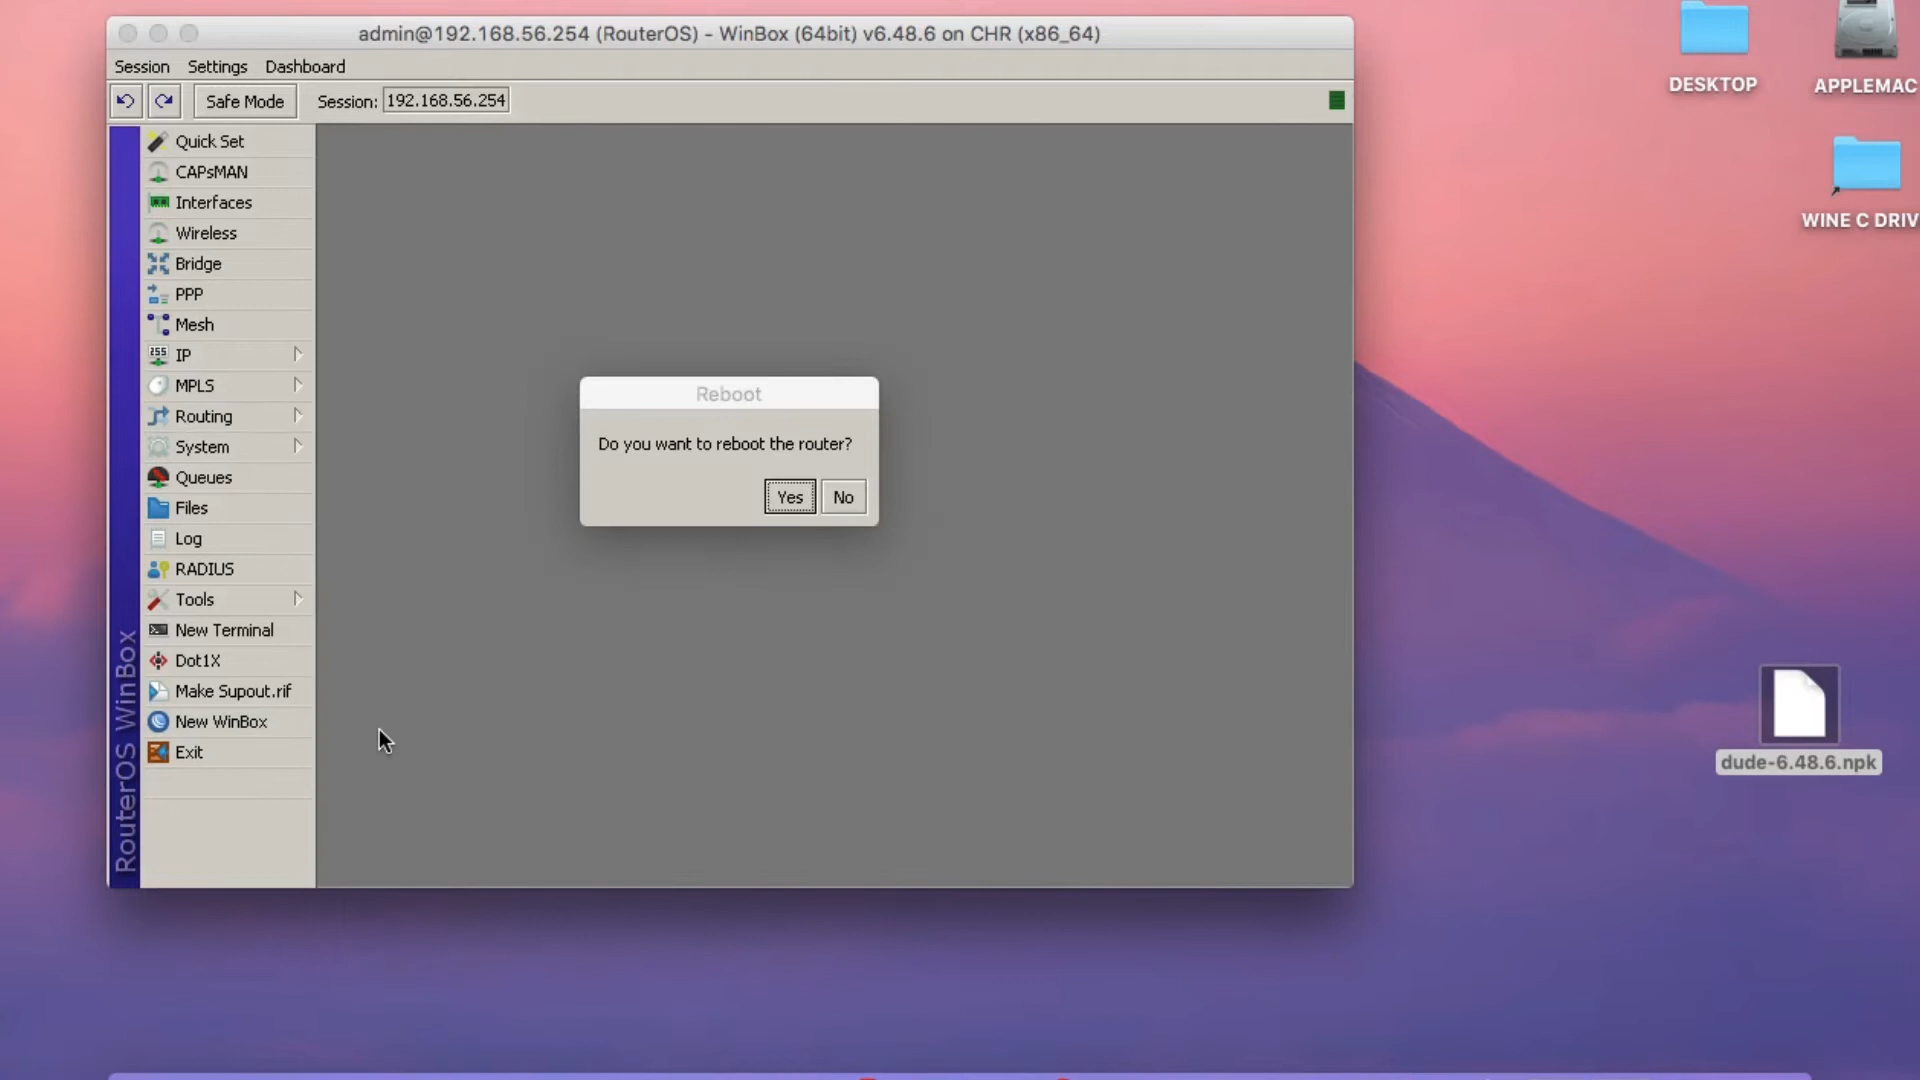 admin@192.168.56.254 (RouterOS) - WinBox (64bit) v6.48.6 on CHR (x86_64)
Session Settings Dashboard
Safe Mode Session: 192.168.56.254
Quick Set
CAPsMAN
Interfaces
Wireless
Bridge
PPP
Mesh
255 IP
MPLS
Routing
System
Queues
Files
Log
RADIUS
Tools
New Terminal
Dot1X
Make Supout.rif
New WinBox
Exit
RouterOS WinBox
Reboot
Do you want to reboot the router?
Yes No
DESKTOP
APPLEMAC
WINE C DRIV
dude-6.48.6.npk